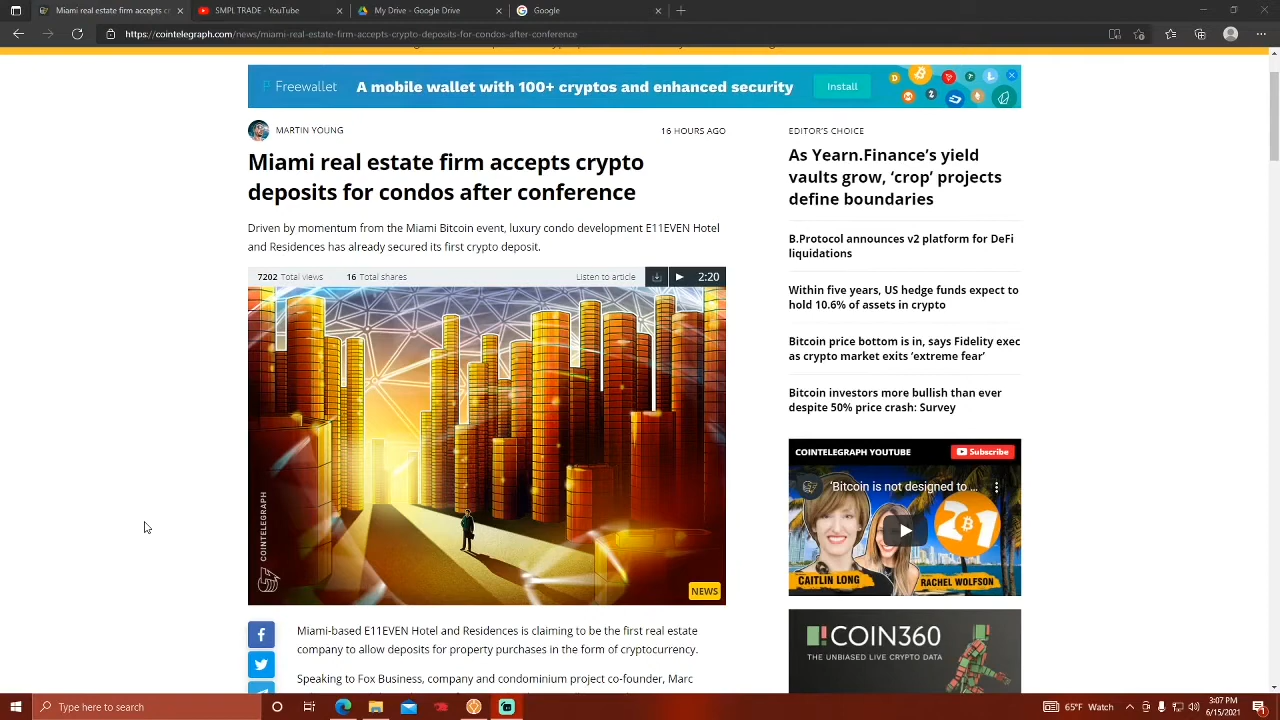 Miami real estate firm accepts cr
SMPLTRADE - YouTube
My Drive - Google Drive
Google
https://cointelegraph.com/news/miami-real-estate-firm-accepts-crypto-deposits-for-condos-after-conference
Freewallet
A mobile wallet with 100+ cryptos and enhanced security
Install
MARTIN YOUNG
16 HOURS AGO
Miami real estate firm accepts crypto
deposits for condos after conference
Driven by momentum from the Miami Bitcoin event, luxury condo development E11EVEN Hotel
and Residences has already secured its first crypto deposit.
7202 Total views
16 Total shares
Listen to article
2:20
COINTELEGRAPH
NEWS
Miami-based E11EVEN Hotel and Residences is claiming to be the first real estate
company to allow deposits for property purchases in the form of cryptocurrency.
Speaking to Fox Business, company and condominium project co-founder, Marc
EDITOR'S CHOICE
As Yearn.Finance's yield
vaults grow, 'crop' projects
define boundaries
B.Protocol announces v2 platform for DeFi
liquidations
Within five years, US hedge funds expect to
hold 10.6% of assets in crypto
Bitcoin price bottom is in, says Fidelity exec
as crypto market exits 'extreme fear'
Bitcoin investors more bullish than ever
despite 50% price crash: Survey
COINTELEGRAPH YOUTUBE
Subscribe
'Bitcoin is not designed to ...
21
CAITLIN LONG
RACHEL WOLFSON
COIN360
THE UNBIASED LIVE CRYPTO DATA
Type here to search
65°F Watch
3:07 PM
6/15/2021